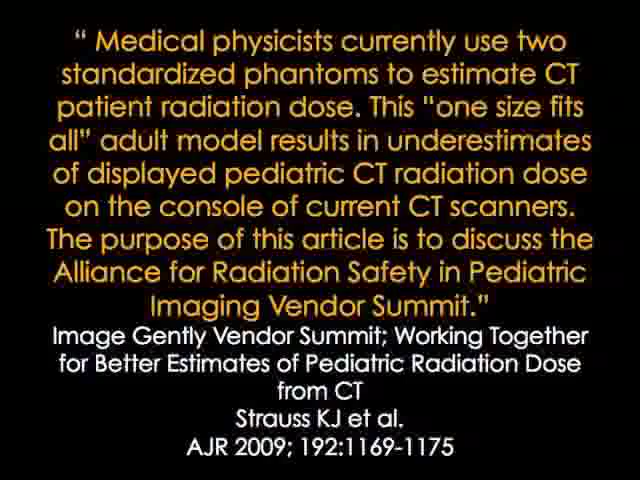 “ Medical physicists currently use two
standardized phantoms to estimate CT
patient radiation dose. This “one size fits
all” adult model results in underestimates
of displayed pediatric CT radiation dose
on the console of current CT scanners.
The purpose of this article is to discuss the
Alliance for Radiation Safety in Pediatric
Imaging Vendor Summit.”
Image Gently Vendor Summit; Working Together
for Better Estimates of Pediatric Radiation Dose
from CT
Strauss KJ et al.
AJR 2009; 192:1169-1175